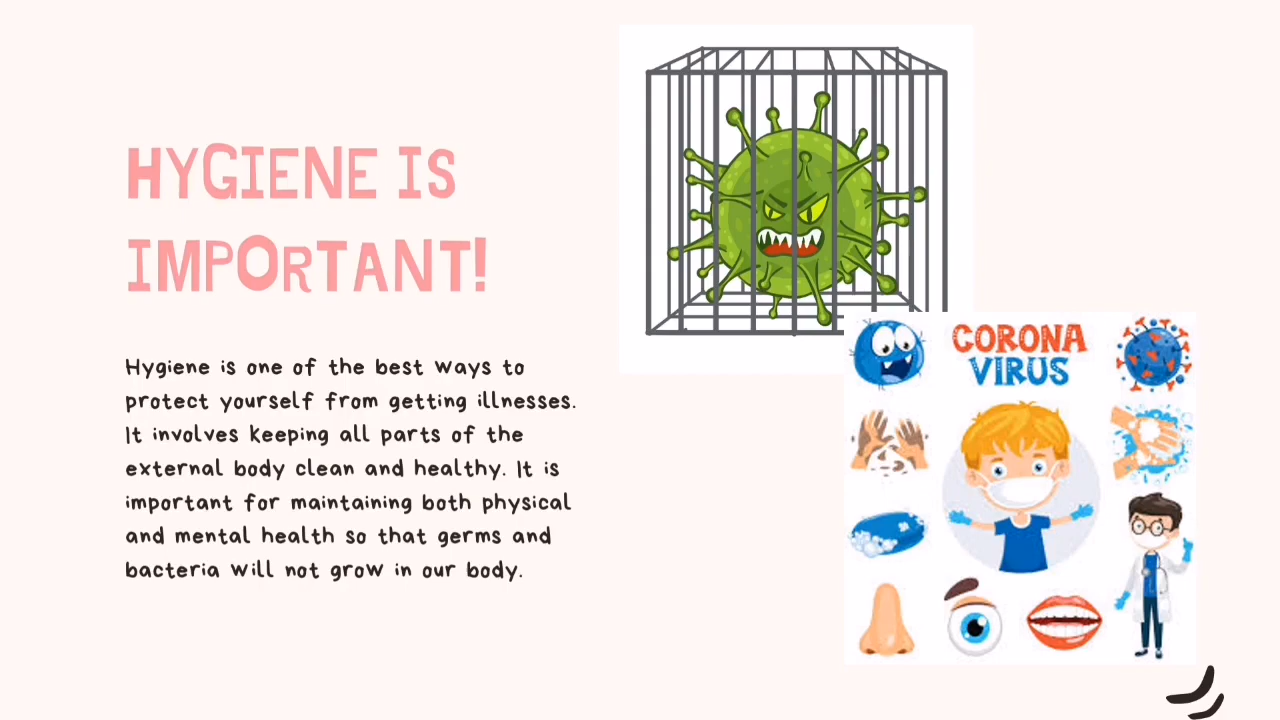 HYGIENE IS
IMPORTANT!
Hygiene is one of the best ways to
protect yourself from getting illnesses.
It involves keeping all parts of the
external body clean and healthy. It is
important for maintaining both physical
and mental health so that germs and
bacteria will not grow in our body.
CORONA
VIRUS